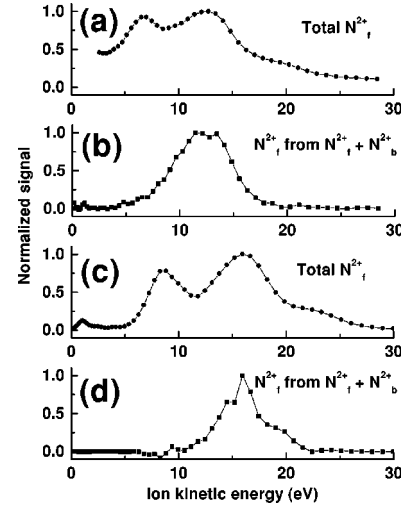 (a)
Total N²⁺f
1.0
0.5
0.0
0 10 20 30
(b)
N²⁺f from N²⁺f + N²⁺b
1.0
0.5
0.0
0 10 20 30
Normalized signal
(c)
Total N²⁺f
1.0
0.5
0.0
0 10 20 30
(d)
N²⁺f from N²⁺f + N²⁺b
1.0
0.5
0.0
0 10 20 30
Ion kinetic energy (eV)